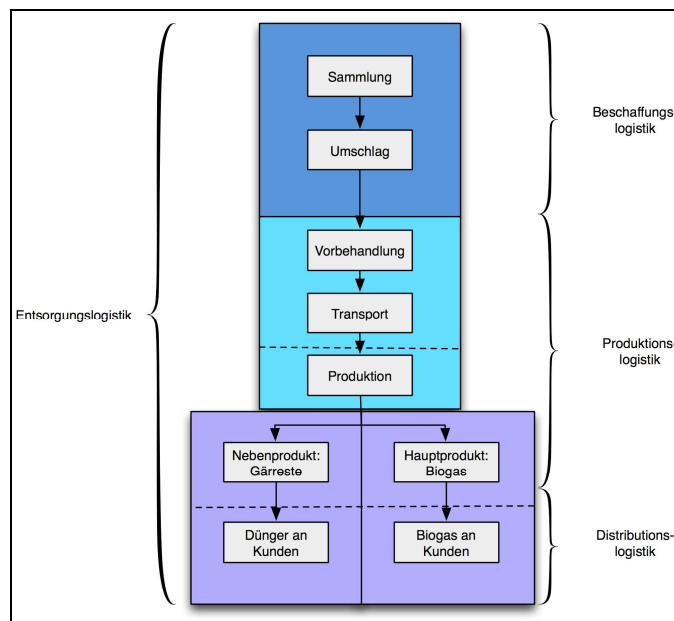 Sammlung
Beschaffungs-
logistik
Umschlag
Vorbehandlung
Entsorgungslogistik
Transport
Produktions-
logistik
Produktion
Nebenprodukt:
Gärreste
Hauptprodukt:
Biogas
Dünger an
Kunden
Biogas an
Kunden
Distributions-
logistik